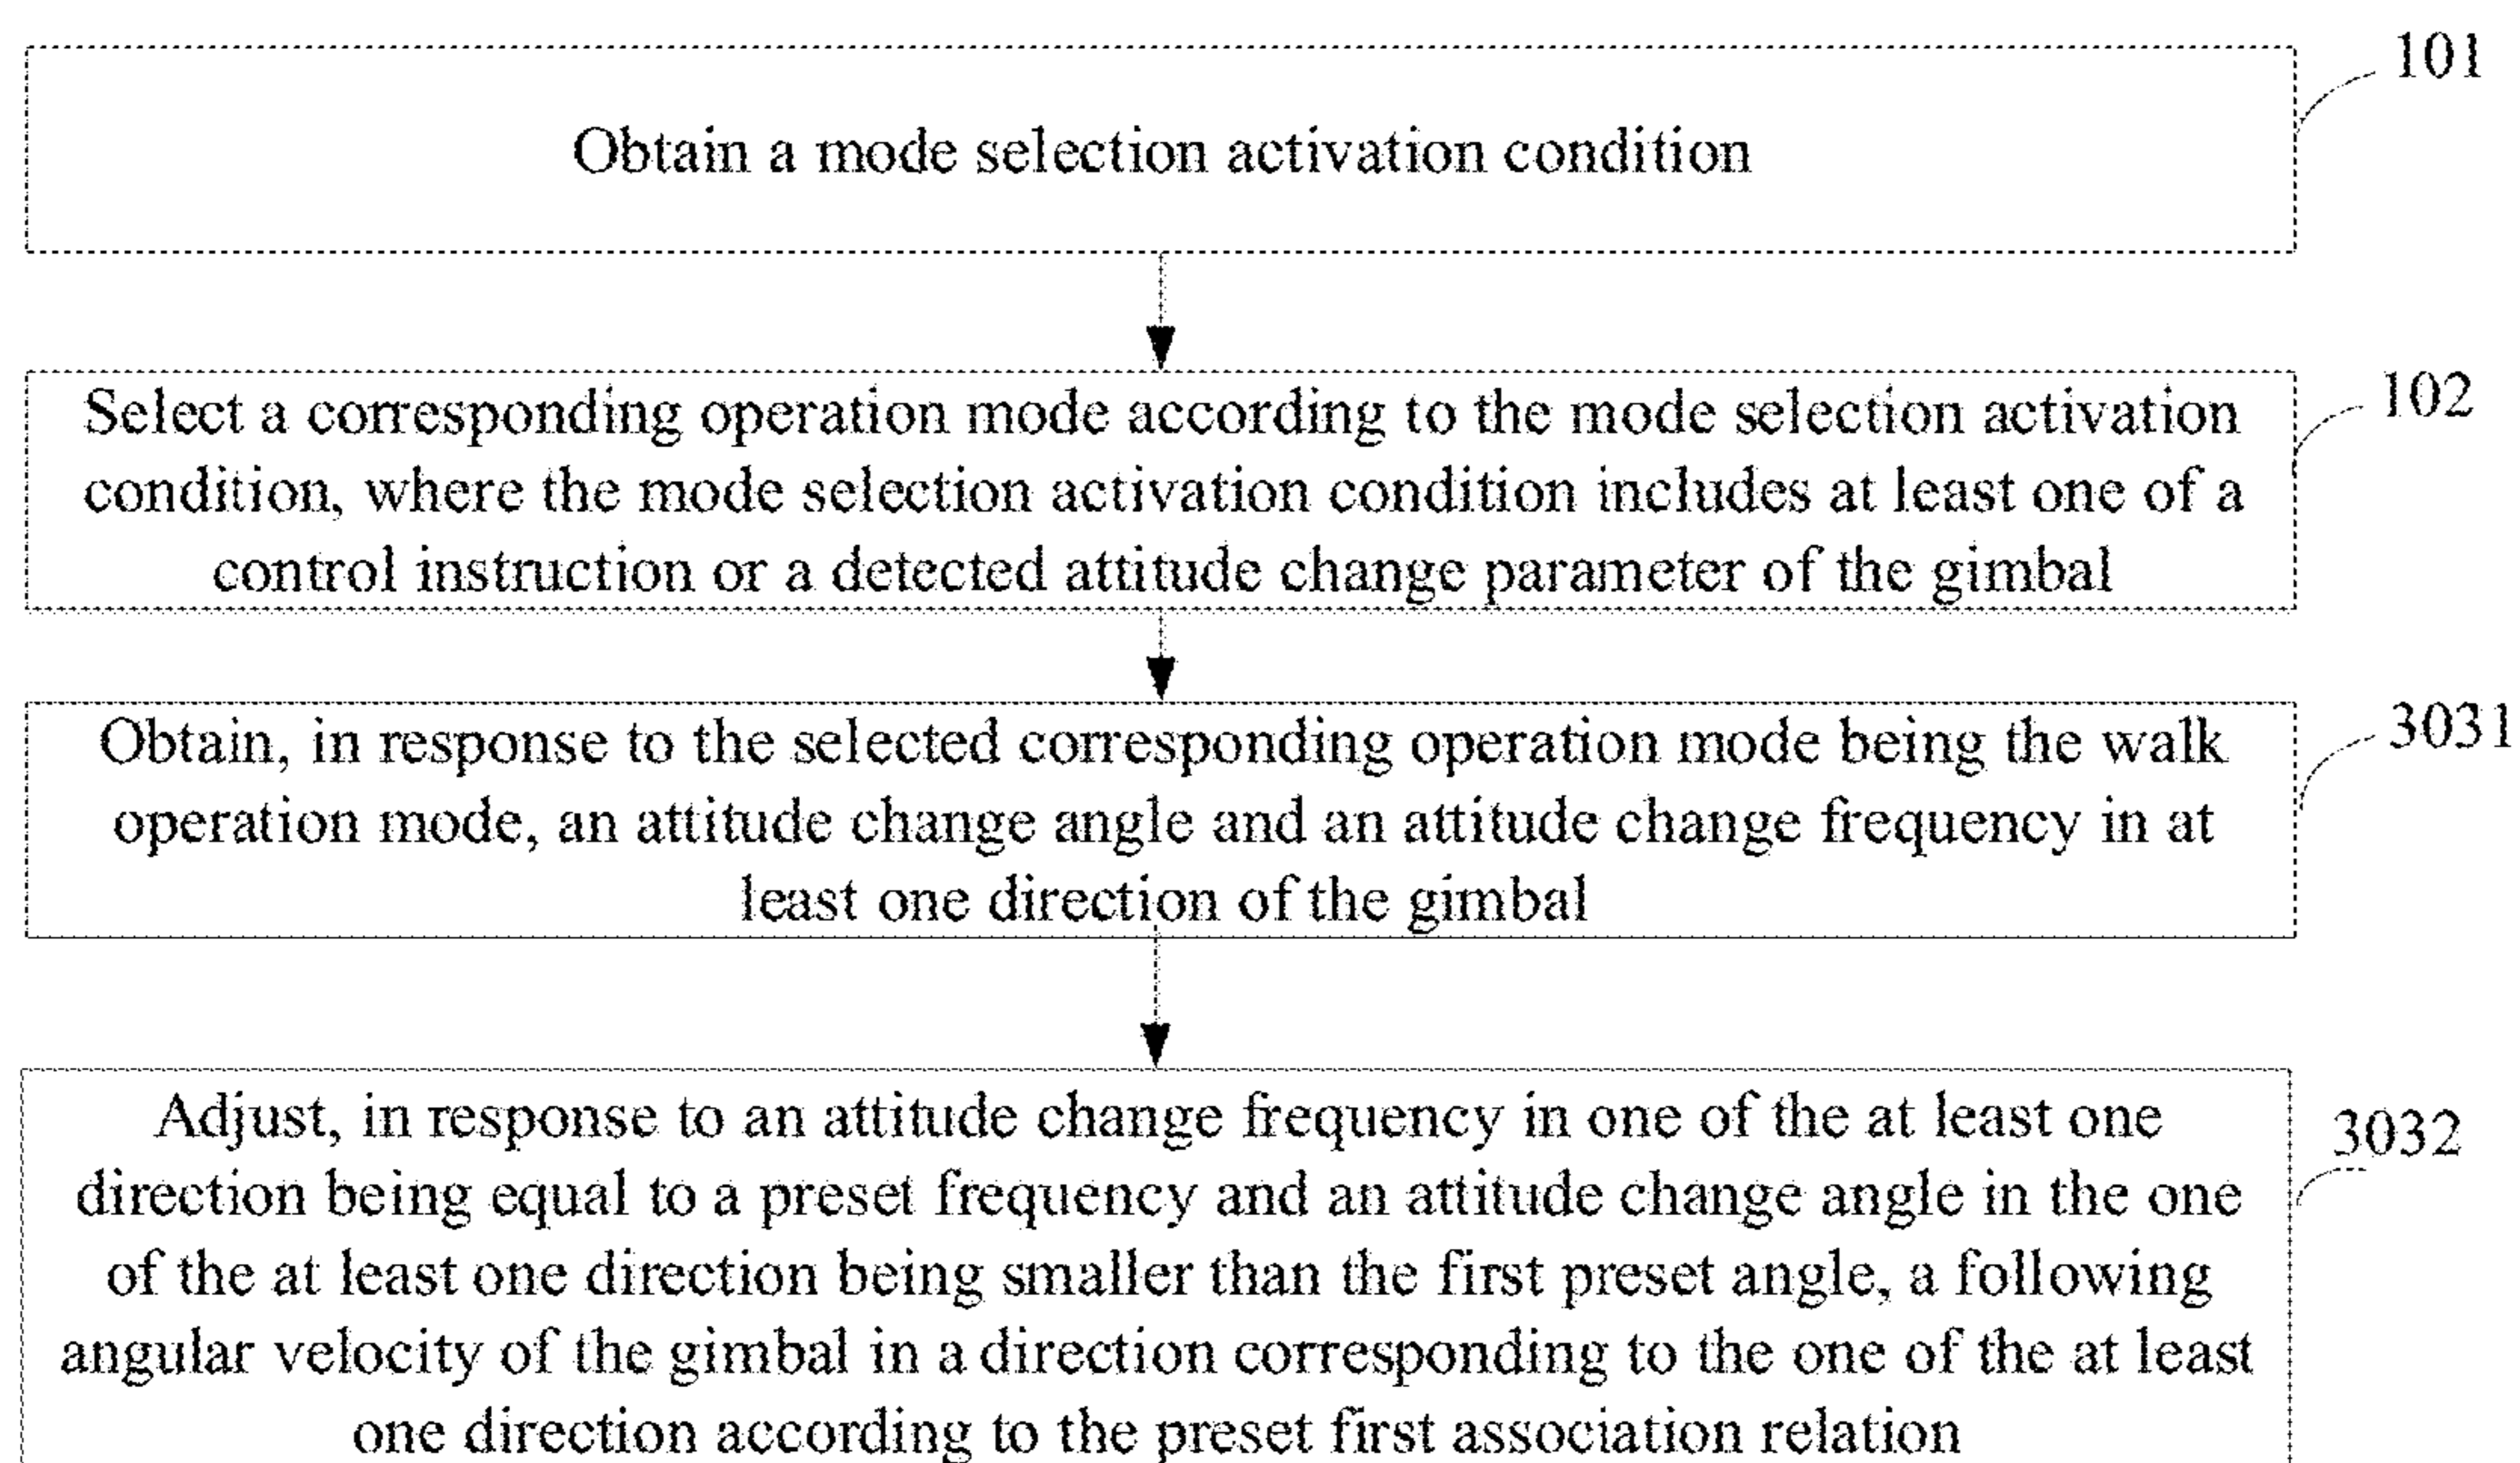 101
Obtain a mode selection activation condition
102
Select a corresponding operation mode according to the mode selection activation
condition, where the mode selection activation condition includes at least one of a
control instruction or a detected attitude change parameter of the gimbal
3031
Obtain, in response to the selected corresponding operation mode being the walk
operation mode, an attitude change angle and an attitude change frequency in at
least one direction of the gimbal
3032
Adjust, in response to an attitude change frequency in one of the at least one
direction being equal to a preset frequency and an attitude change angle in the one
of the at least one direction being smaller than the first preset angle, a following
angular velocity of the gimbal in a direction corresponding to the one of the at least
one direction according to the preset first association relation